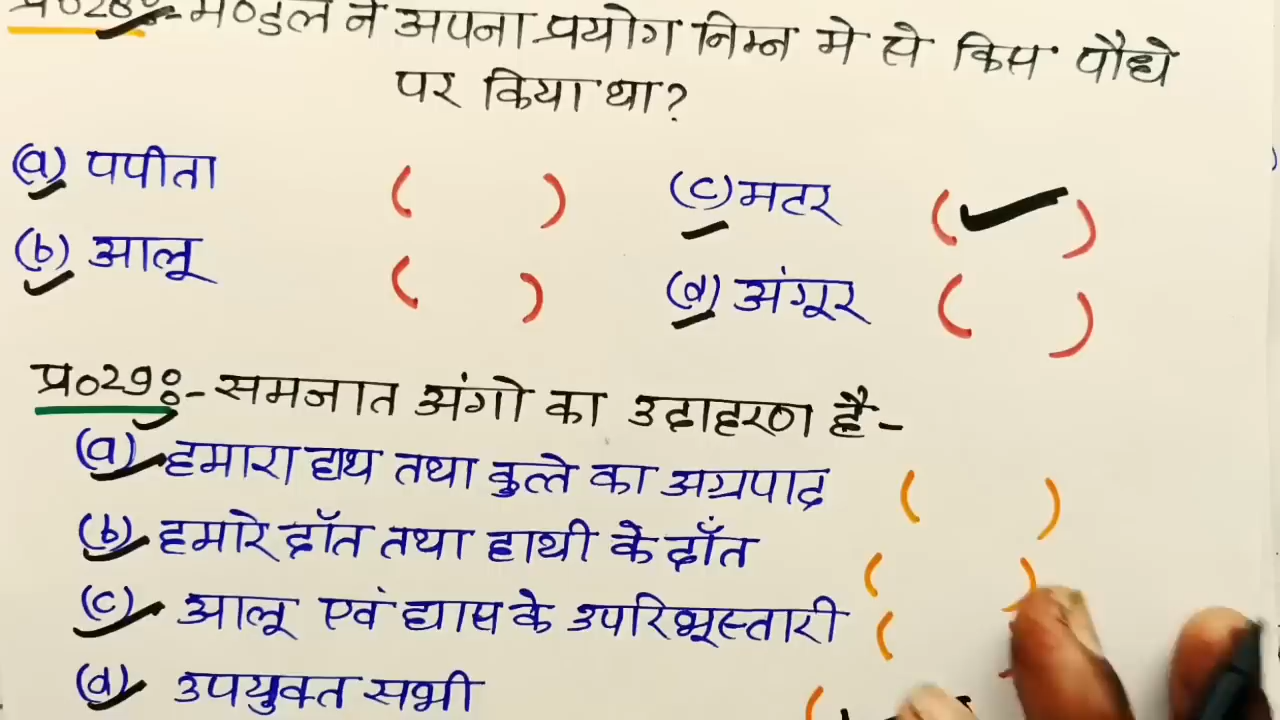 प्र०28:- मेण्डल ने अपना प्रयोग निम्न मे से किस पौधे
पर किया था?
(a) पपीता ( ) (c) मटर ( ✓ )
(b) आलू ( ) (d) अंगूर ( )
प्र०29:- समजात अंगो का उदाहरण है-
(a) हमारा हाथ तथा कुत्ते का अग्रपाद ( )
(b) हमारे दाँत तथा हाथी के दाँत ( )
(c) आलू एवं घास के उपरिभूस्तारी (
(d) उपयुक्त सभी (